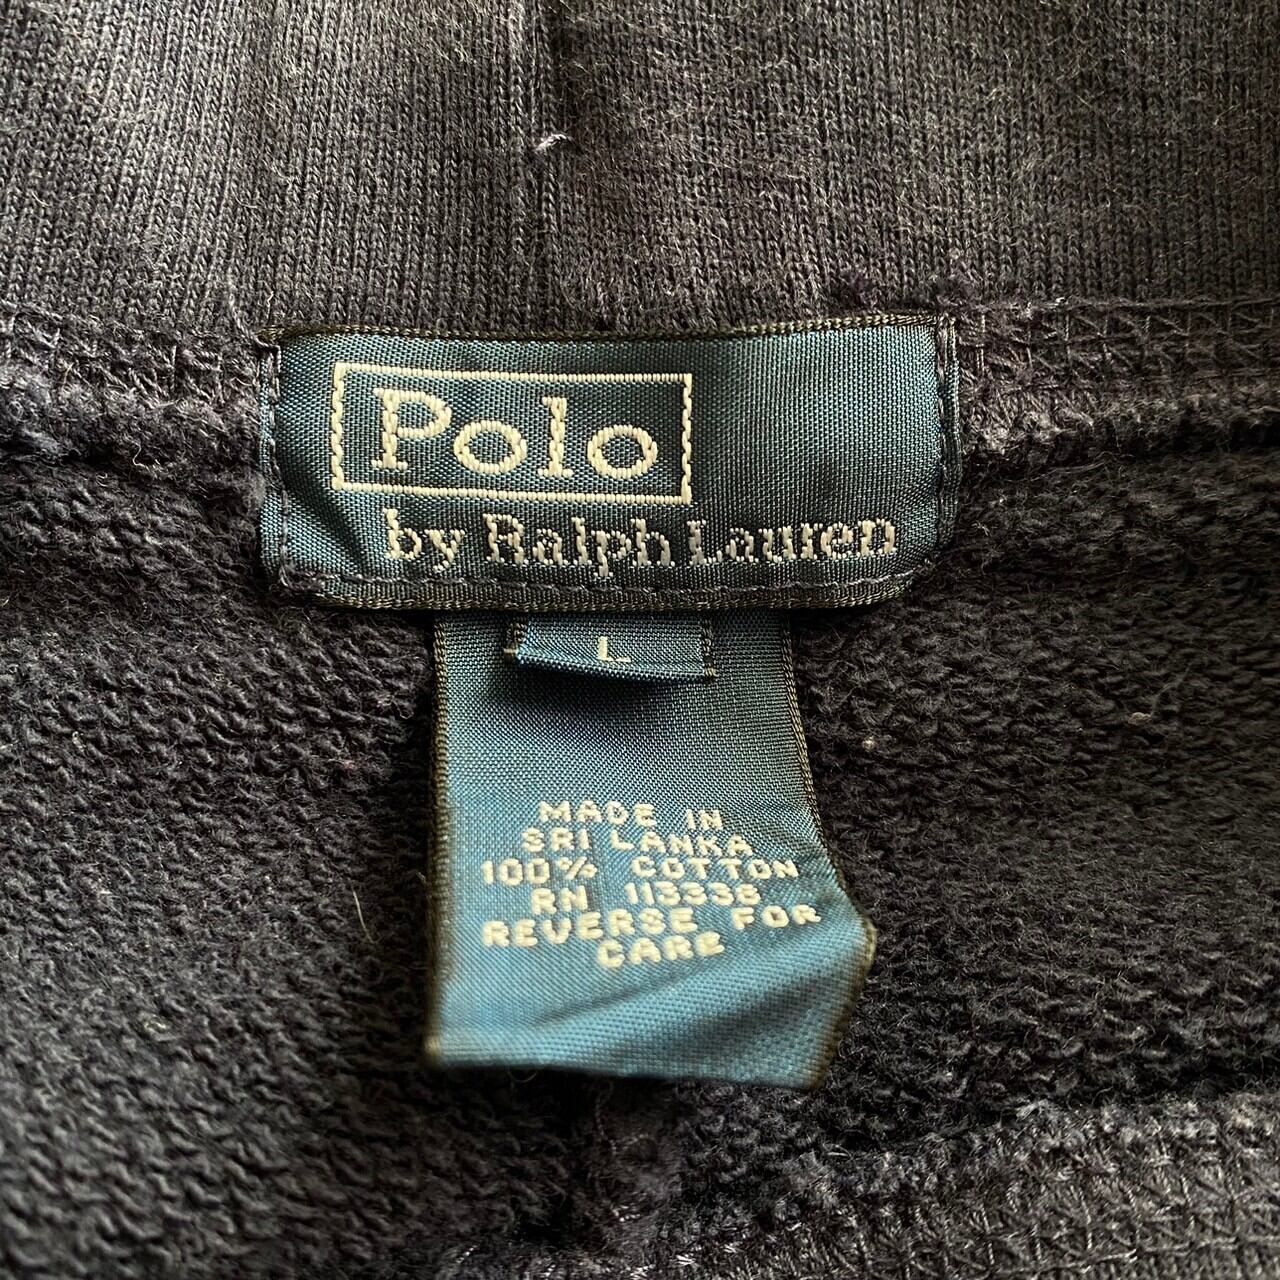 Polo
by Ralph Lauren
L
MADE IN
SRI LANKA
100% COTTON
RN 113338
REVERSE FOR
CARE